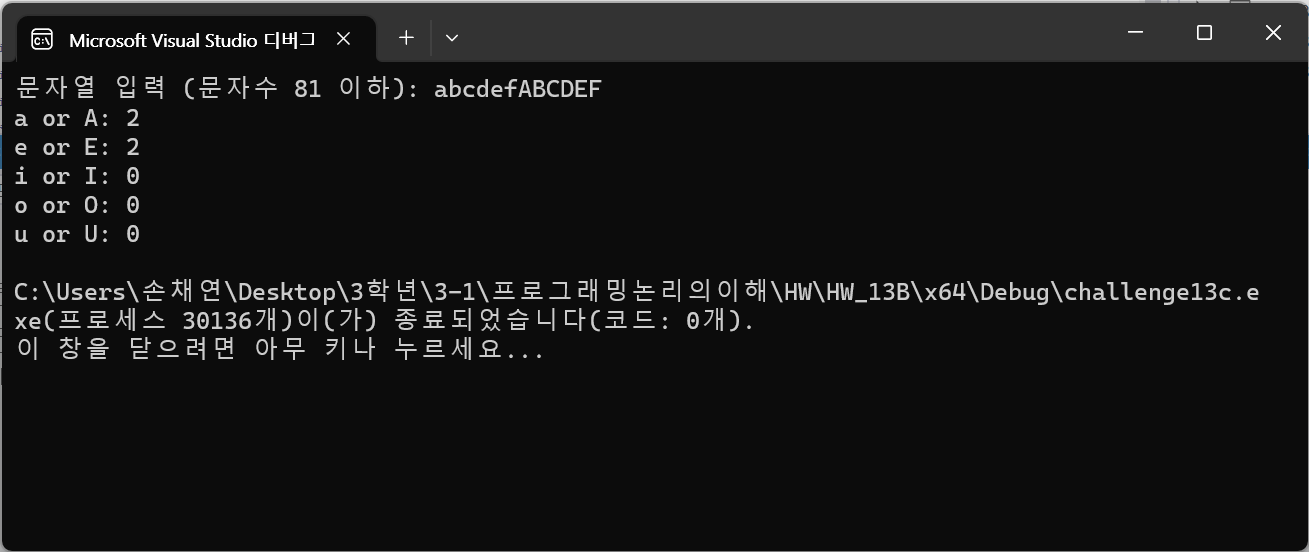 Microsoft Visual Studio 디버그
문자열 입력 (문자수 81 이하): abcdefABCDEF
a or A: 2
e or E: 2
i or I: 0
o or O: 0
u or U: 0
C:\Users\손채연\Desktop\3학년\3-1\프로그래밍논리의이해\HW\HW_13B\x64\Debug\challenge13c.e
xe(프로세스 30136개)이(가) 종료되었습니다(코드: 0개).
이 창을 닫으려면 아무 키나 누르세요...